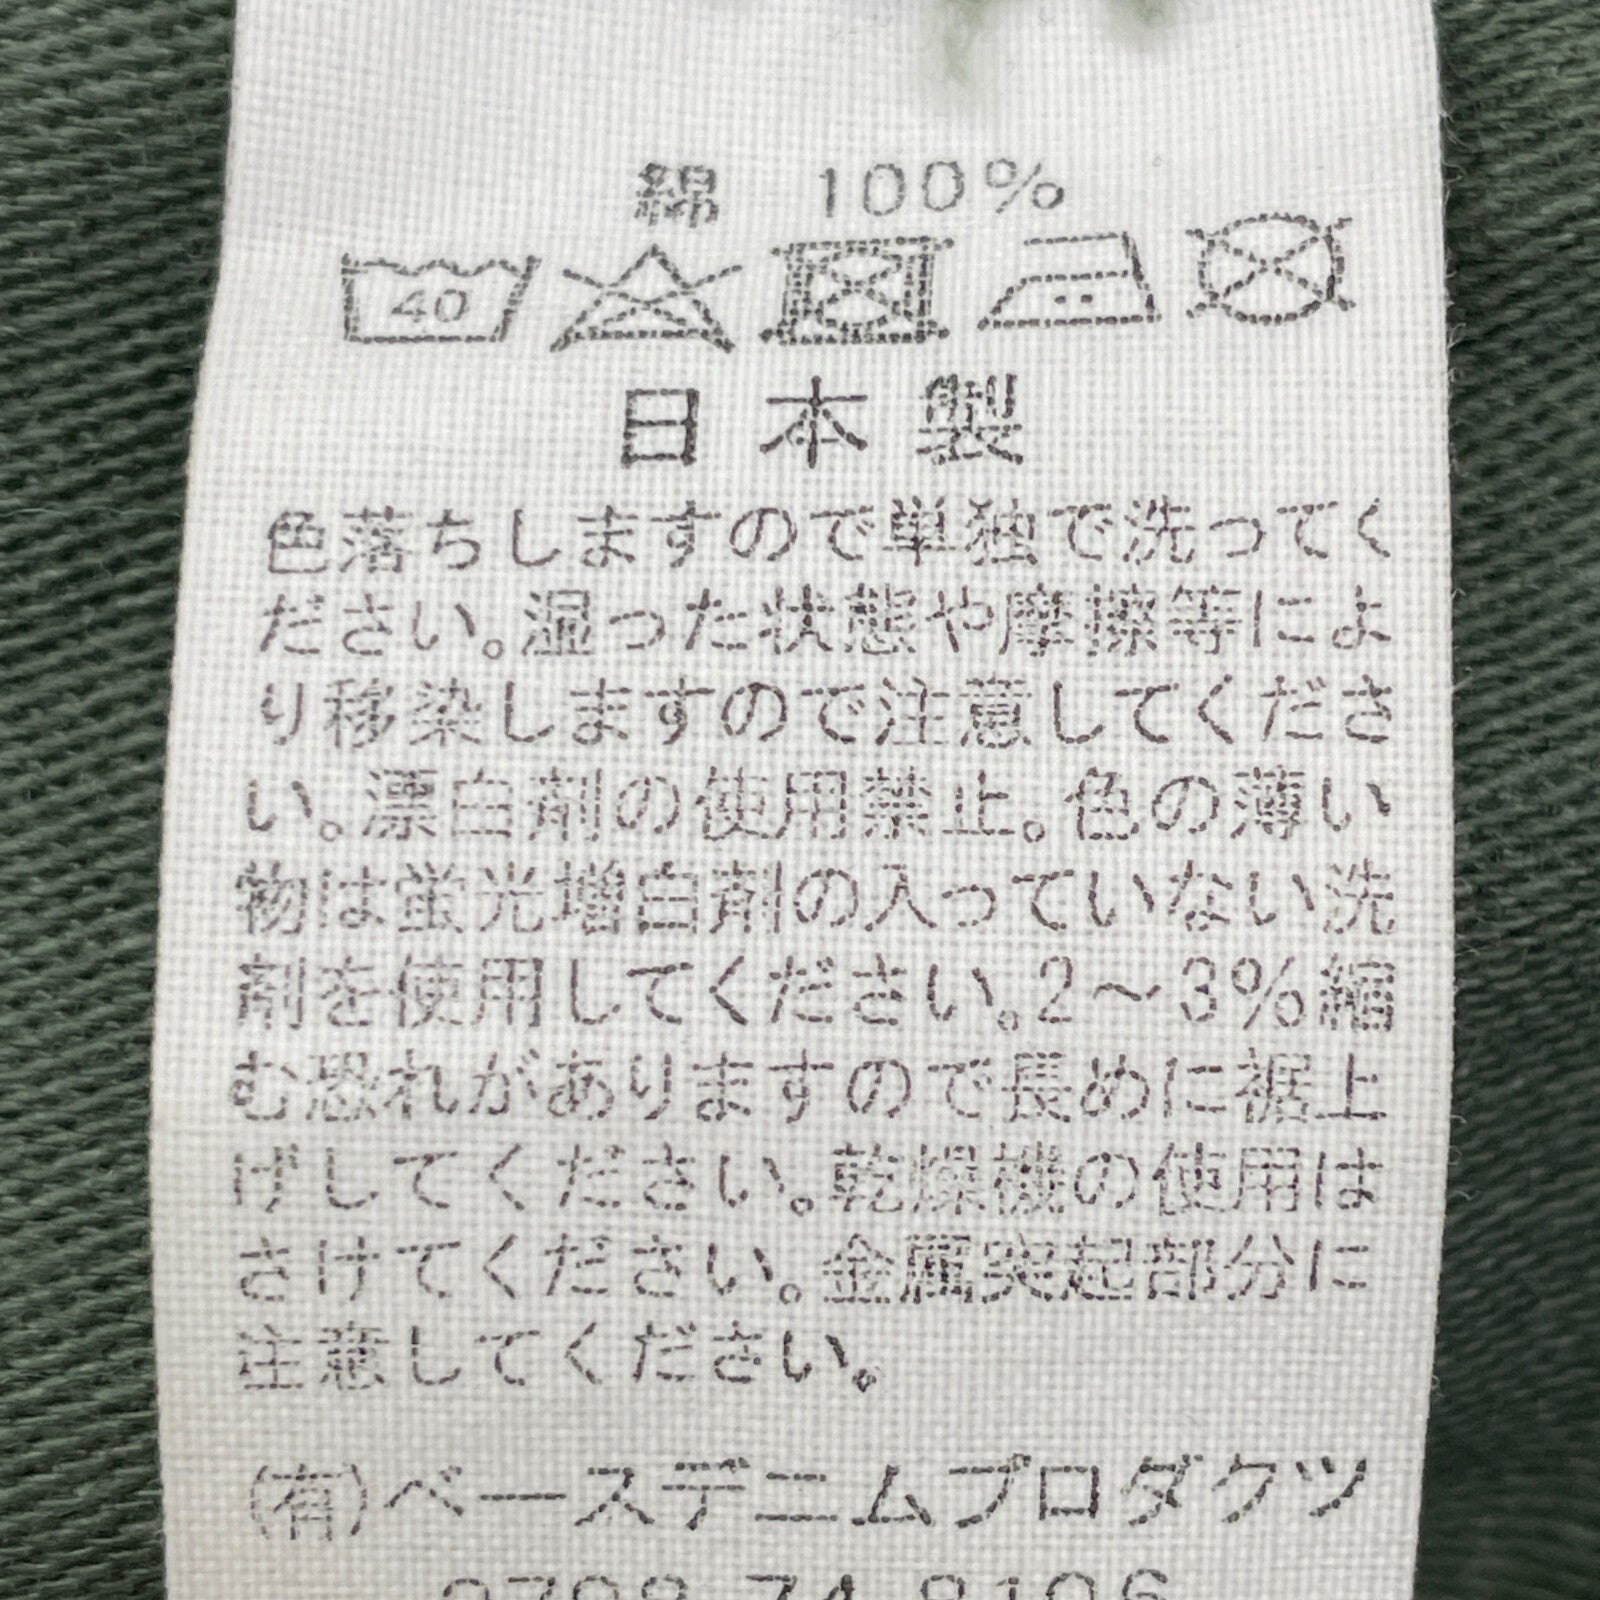 綿 100%
40
日本製
色落ちしますので単独で洗ってく
ださい。湿った状態や摩擦等によ
り移染しますので注意してくださ
い。漂白剤の使用禁止。色の薄い
物は蛍光増白剤の入っていない洗
剤を使用してください。2～3%縮
む恐れがありますので長めに裾上
げしてください。乾燥機の使用は
さけてください。金属突起部分に
注意してください。
(有)ベースデニムプロダクツ